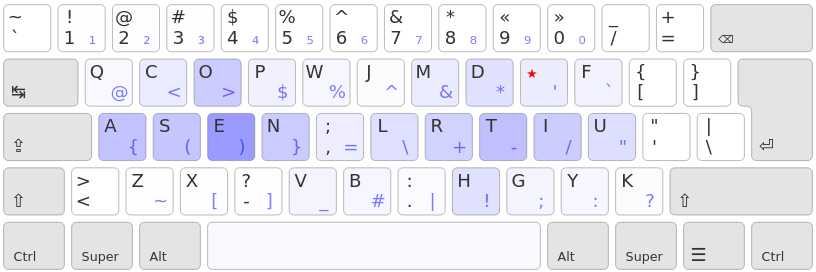 ~ ! @ # $ % ^ & * « » _ +
` 1 1 2 2 3 3 4 4 5 5 6 6 7 7 8 8 9 9 0 0 / = ⌫
Q C O P W J M D ★ F { }
↹ @ < > $ % ^ & * ' ` [ ]
A S E N ; L R T I U " |
⇪ { ( ) } , = \ + - / " ' \ ⏎
> Z X ? V B : H G Y K
⇧ < ~ [ - ] _ # . | ! ; : ? ⇧
Ctrl Super Alt Alt Super ☰ Ctrl